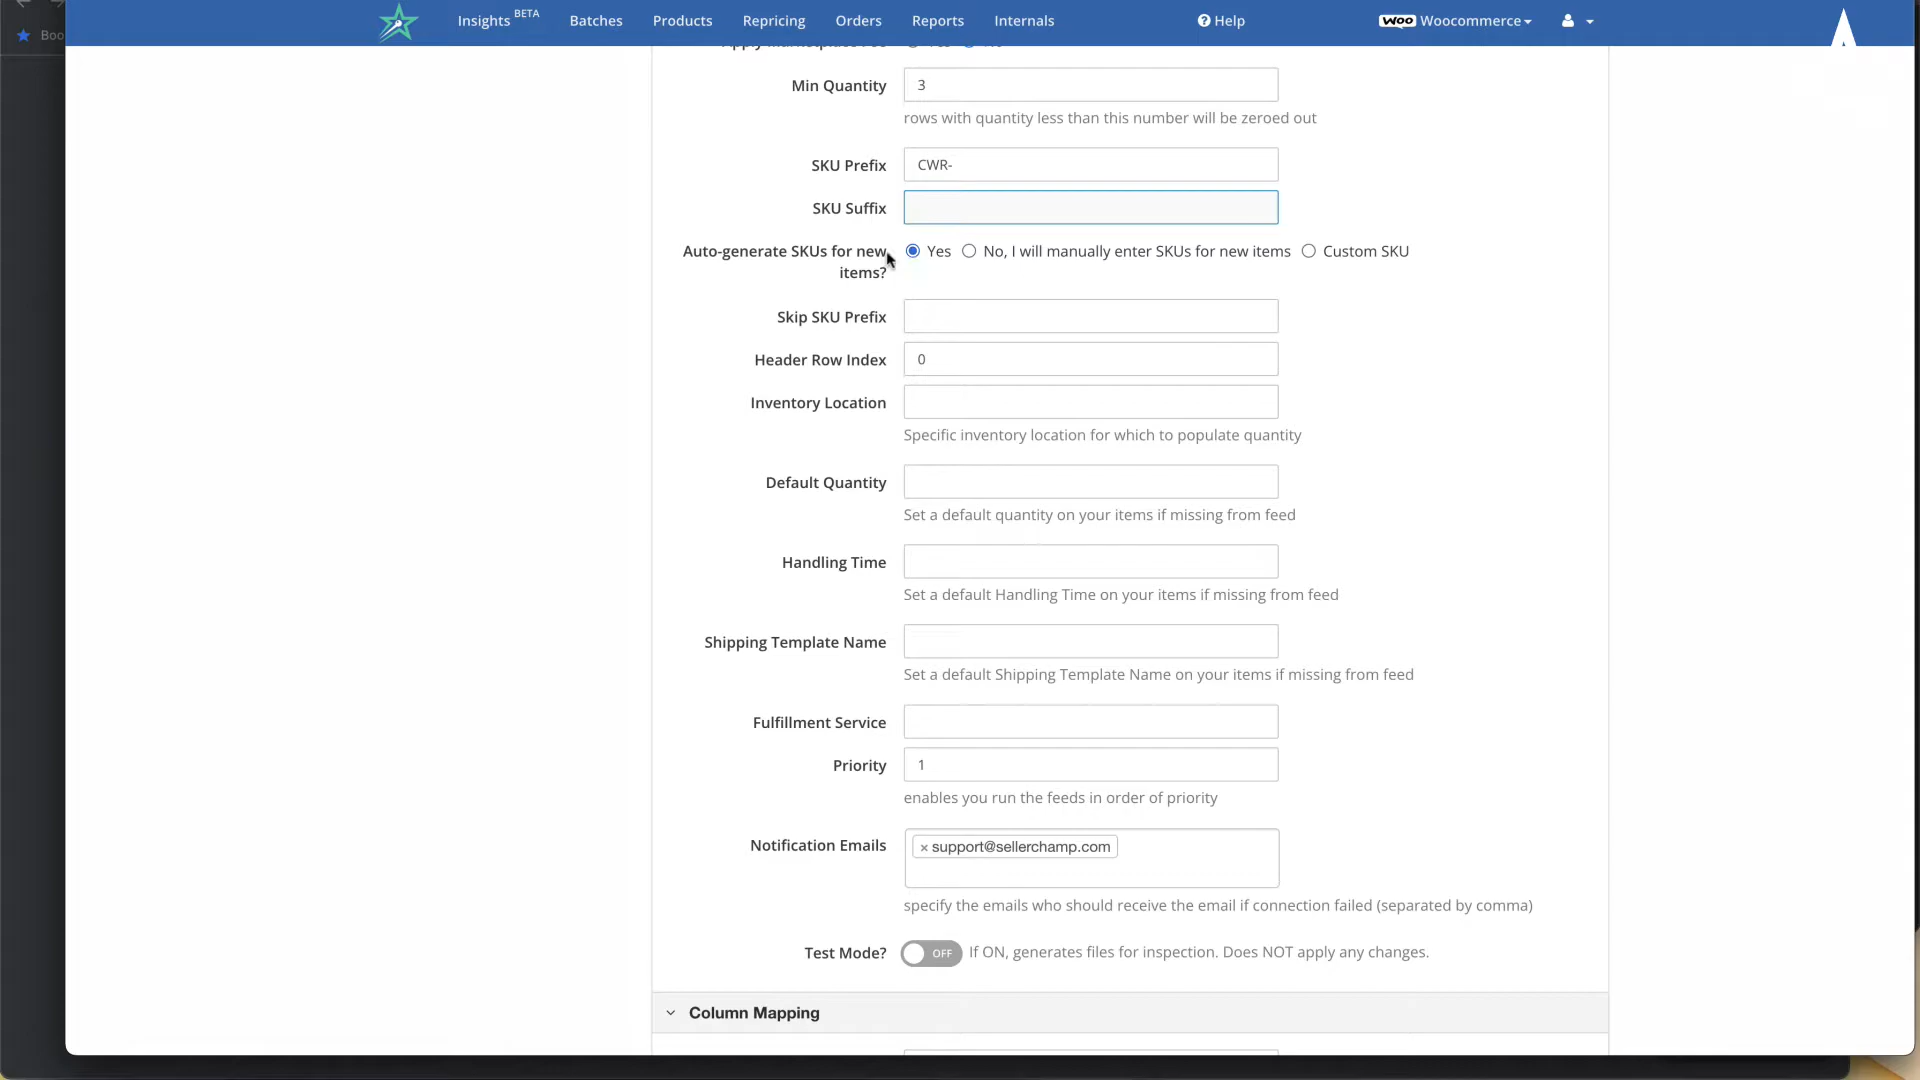 Insights BETA Batches Products Repricing Orders Reports Internals Help Woo Woocommerce
Boo
Min Quantity 3
rows with quantity less than this number will be zeroed out
SKU Prefix CWR-
SKU Suffix
Auto-generate SKUs for new items? Yes No, I will manually enter SKUs for new items Custom SKU
Skip SKU Prefix
Header Row Index 0
Inventory Location
Specific inventory location for which to populate quantity
Default Quantity
Set a default quantity on your items if missing from feed
Handling Time
Set a default Handling Time on your items if missing from feed
Shipping Template Name
Set a default Shipping Template Name on your items if missing from feed
Fulfillment Service
Priority 1
enables you run the feeds in order of priority
Notification Emails × support@sellerchamp.com
specify the emails who should receive the email if connection failed (separated by comma)
Test Mode? OFF If ON, generates files for inspection. Does NOT apply any changes.
Column Mapping